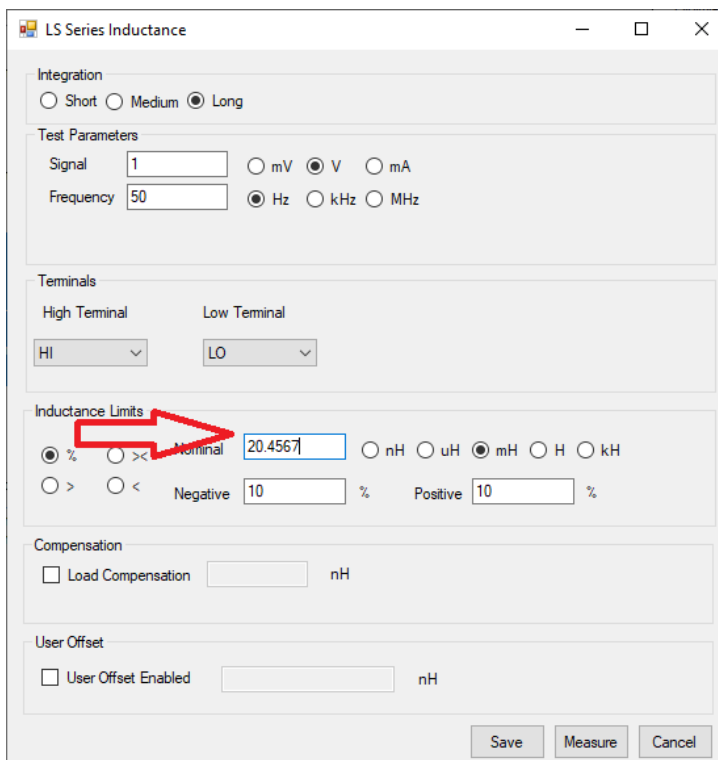 LS Series Inductance
Integration
Short Medium Long
Test Parameters
Signal 1 mV V mA
Frequency 50 Hz kHz MHz
Terminals
High Terminal Low Terminal
HI LO
Inductance Limits
% >< Nominal 20.4567 nH uH mH H kH
> < Negative 10 % Positive 10 %
Compensation
Load Compensation nH
User Offset
User Offset Enabled nH
Save Measure Cancel